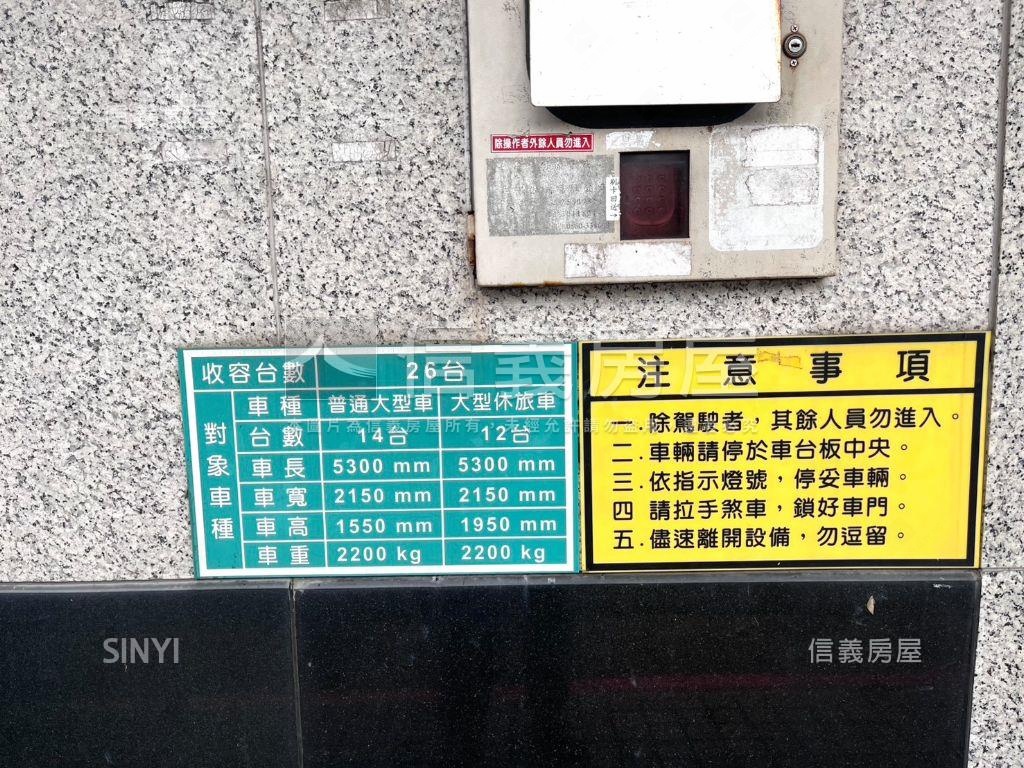 除操作者外餘人員勿進入
收容台數 26台
對象車種
車種 普通大型車 大型休旅車
台數 14台 12台
車長 5300 mm 5300 mm
車寬 2150 mm 2150 mm
車高 1550 mm 1950 mm
車重 2200 kg 2200 kg
注意事項
一.除駕駛者，其餘人員勿進入。
二.車輛請停於車台板中央。
三.依指示燈號，停妥車輛。
四 請拉手煞車，鎖好車門。
五.儘速離開設備，勿逗留.
信義房屋
SINYI
信義房屋